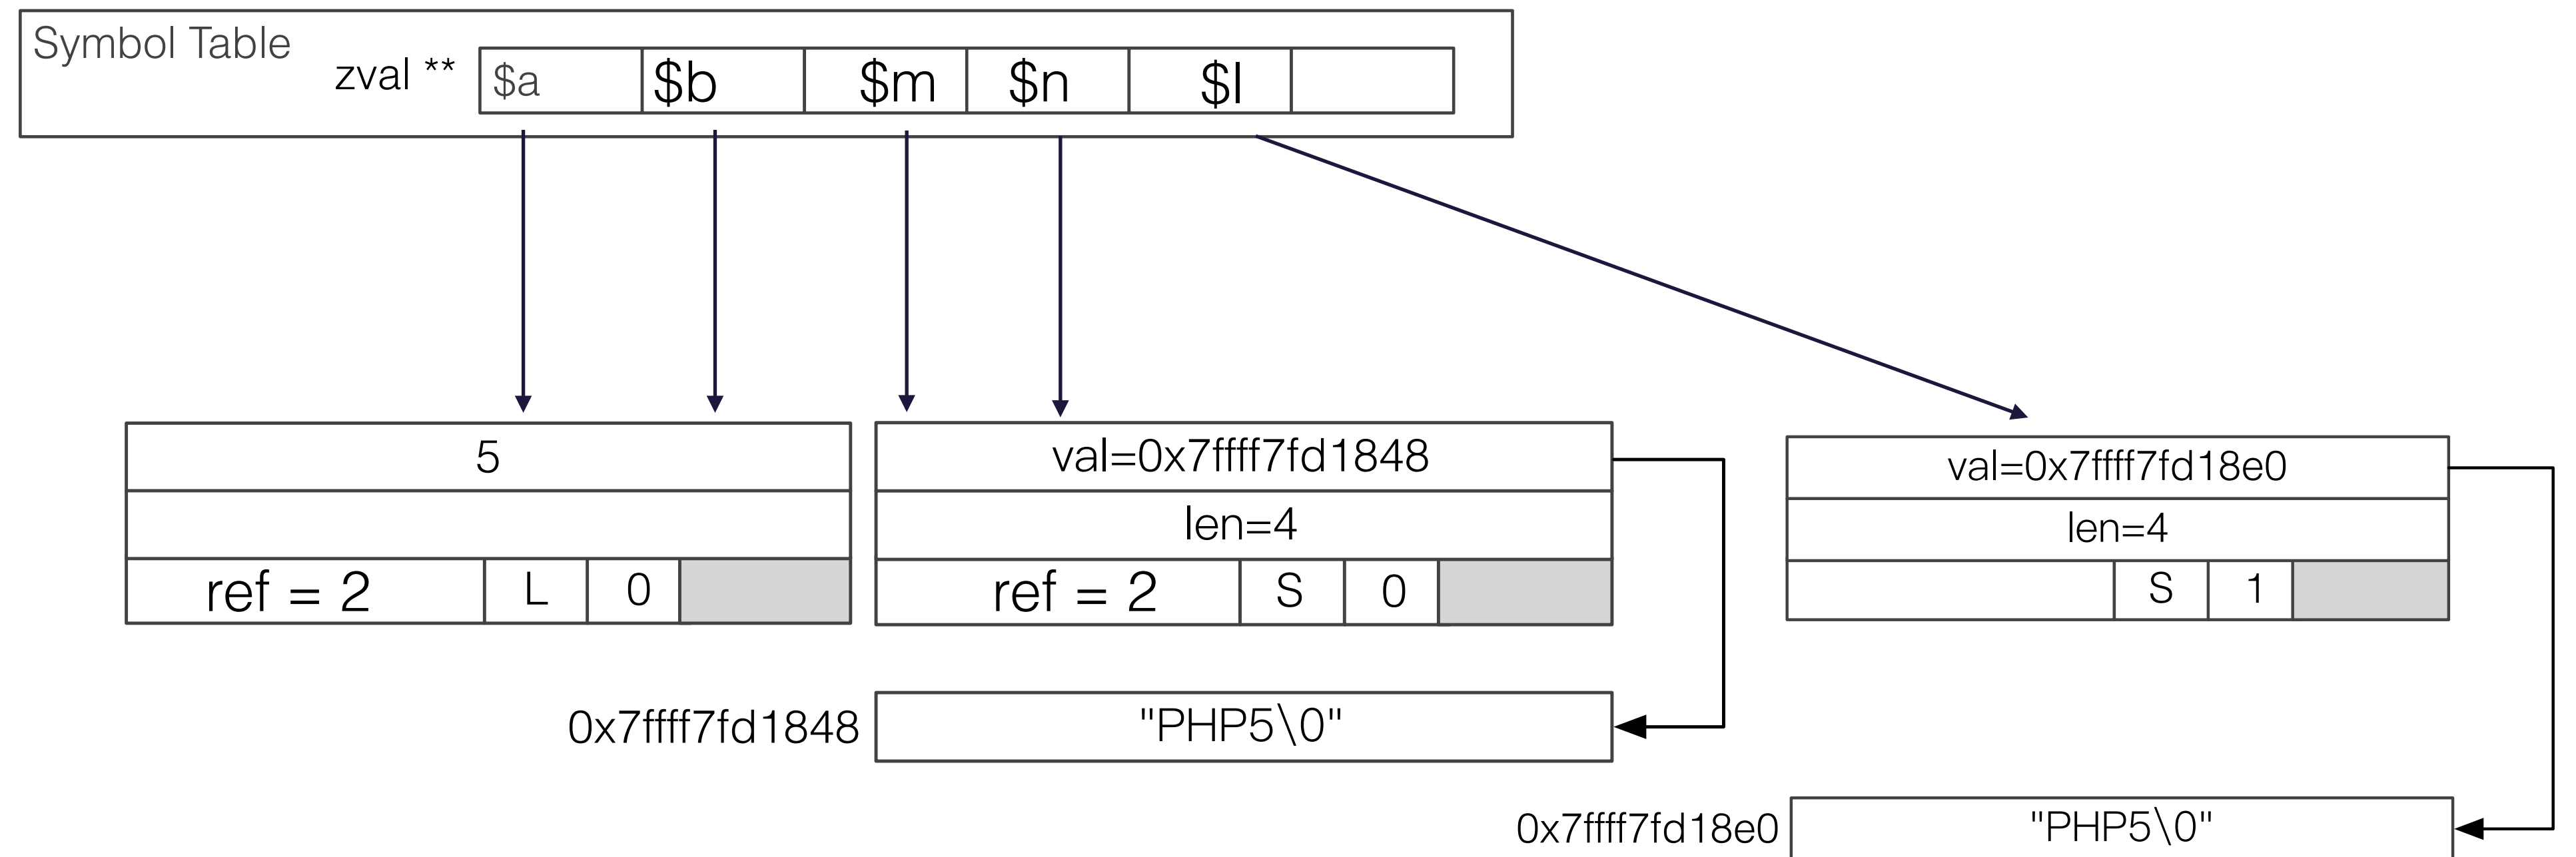 Symbol Table
zval **
$a
$b
$m
$n
$l
5
ref = 2
L
0
val=0x7ffff7fd1848
len=4
ref = 2
S
0
val=0x7ffff7fd18e0
len=4
S
1
0x7ffff7fd1848
"PHP5\0"
0x7ffff7fd18e0
"PHP5\0"